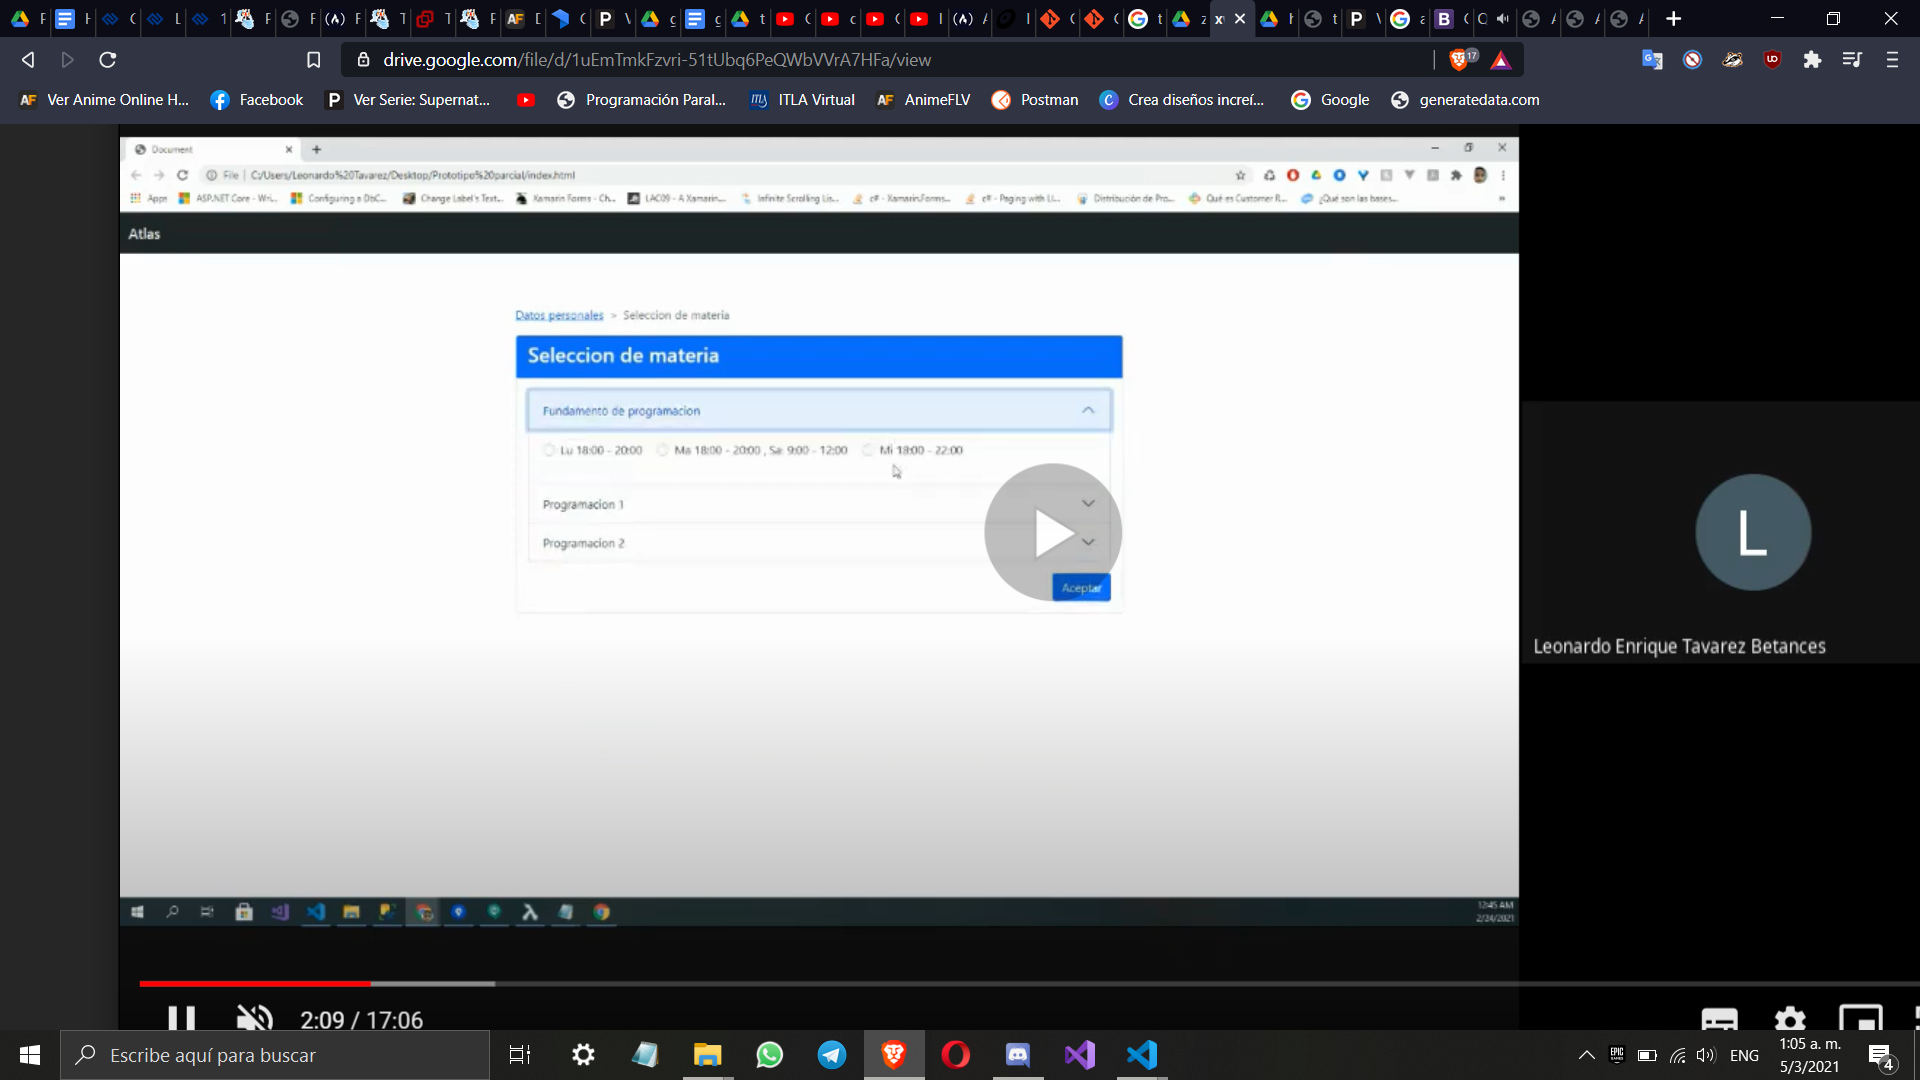 drive.google.com/file/d/1uEmTmkFzvri-51tUbq6PeQWbVVrA7HFa/view
17
Ver Anime Online H...
Facebook
Ver Serie: Supernat...
Programación Paral...
ITLA Virtual
AnimeFLV
Postman
Crea diseños increí...
Google
generatedata.com
Document
File | C:/Users/Leonardo%20Tavarez/Desktop/Prototipo%20parcial/index.html
Apps
ASP.NET Core - Wri...
Configuring a DbC...
Change Label's Text...
Xamarin Forms - Ch...
LAC09 - A Xamarin...
Infinite Scrolling Lis...
c# - Xamarin.Forms...
c# - Paging with Li...
Distribución de Pro...
Qué es Customer R...
¿Qué son las bases...
Atlas
Datos personales > Seleccion de materia
Seleccion de materia
Fundamento de programacion
Lu 18:00 - 20:00
Ma 18:00 - 20:00 , Sa: 9:00 - 12:00
Mi 18:00 - 22:00
Programacion 1
Programacion 2
Aceptar
L
Leonardo Enrique Tavarez Betances
12:45 AM
2/24/2021
2:09 / 17:06
Escribe aquí para buscar
ENG
1:05 a. m.
5/3/2021
4